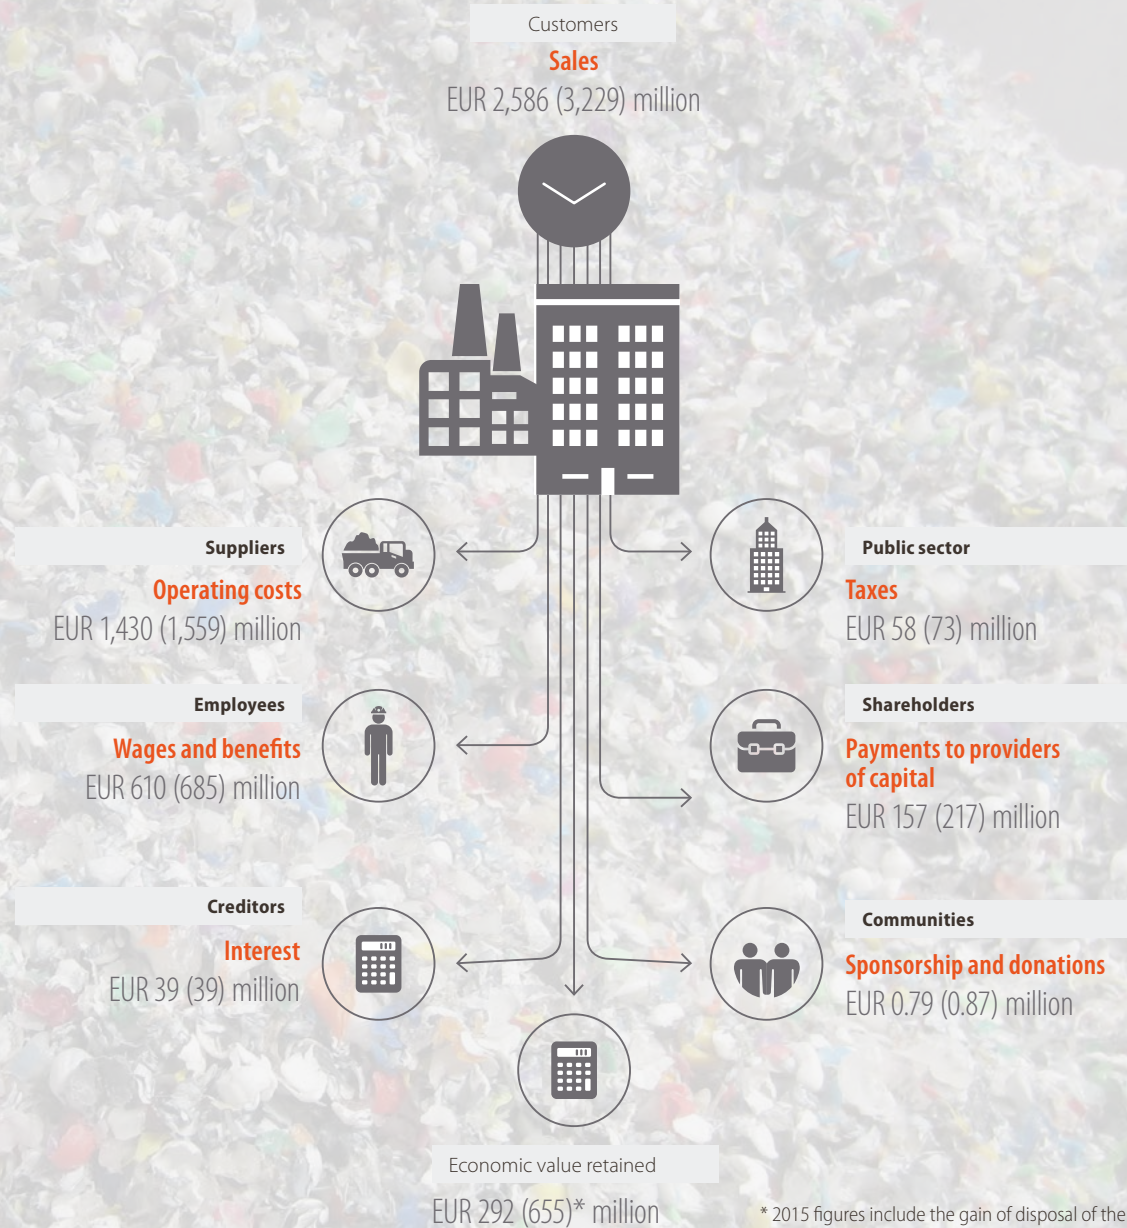 Customers
Sales
EUR 2,586 (3,229) million
Suppliers
Operating costs
EUR 1,430 (1,559) million
Public sector
Taxes
EUR 58 (73) million
Employees
Wages and benefits
EUR 610 (685) million
Shareholders
Payments to providers
of capital
EUR 157 (217) million
Creditors
Interest
EUR 39 (39) million
Communities
Sponsorship and donations
EUR 0.79 (0.87) million
Economic value retained
EUR 292 (655)* million
* 2015 figures include the gain of disposal of the